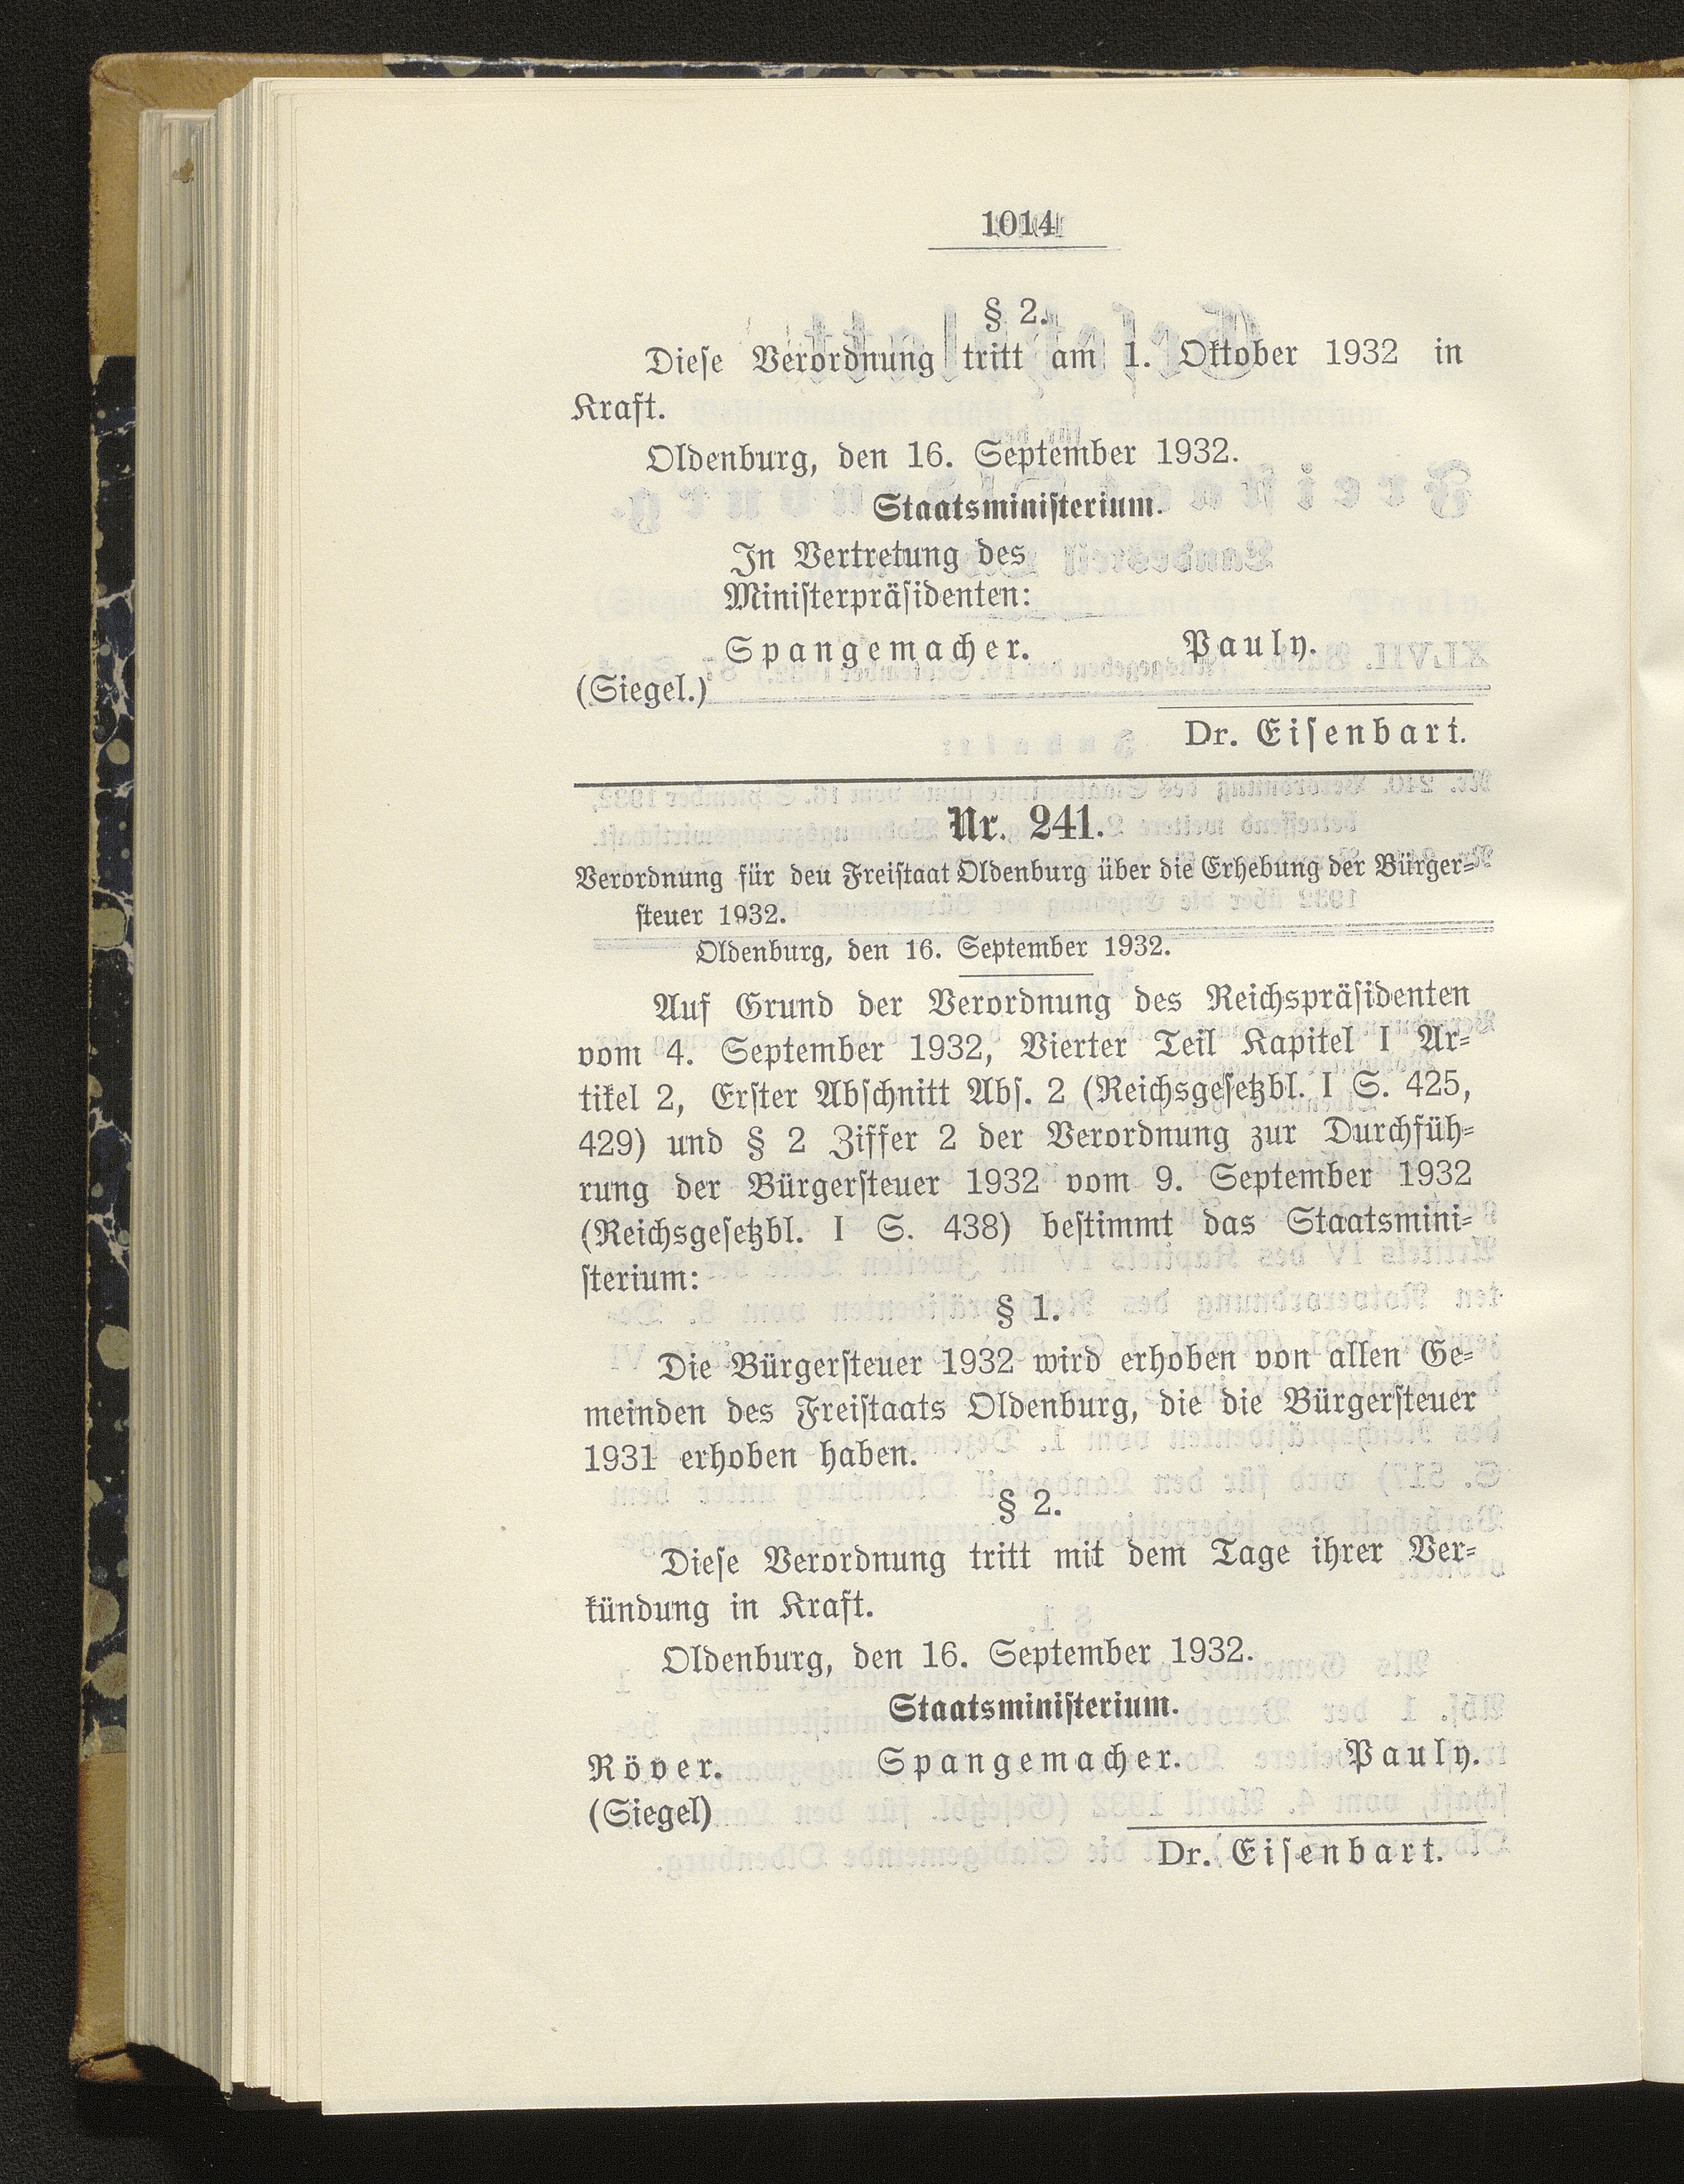 1014
§ 2.
Diese Verordnung tritt am 1. Oktober 1932 in
Kraft.
Oldenburg, den 16. September 1932.
Staatsministerium.
In Vertretung des
Ministerpräsidenten:
Spangemacher. Pauly.
(Siegel.)
Dr. Eisenbart.
Nr. 241.
Verordnung für den Freistaat Oldenburg über die Erhebung der Bürger-
steuer 1932.
Oldenburg, den 16. September 1932.
Auf Grund der Verordnung des Reichspräsidenten
vom 4. September 1932, Vierter Teil Kapitel I Ar-
tikel 2, Erster Abschnitt Abs. 2 (Reichsgesetzbl. I S. 425,
429) und § 2 Ziffer 2 der Verordnung zur Durchfüh-
rung der Bürgersteuer 1932 vom 9. September 1932
(Reichsgesetzbl. I S. 438) bestimmt das Staatsmini-
sterium:
§ 1.
Die Bürgersteuer 1932 wird erhoben von allen Ge-
meinden des Freistaats Oldenburg, die die Bürgersteuer
1931 erhoben haben.
§ 2.
Diese Verordnung tritt mit dem Tage ihrer Ver-
kündung in Kraft.
Oldenburg, den 16. September 1932.
Staatsministerium.
Röver. Spangemacher. Pauly.
(Siegel)
Dr. Eisenbart.